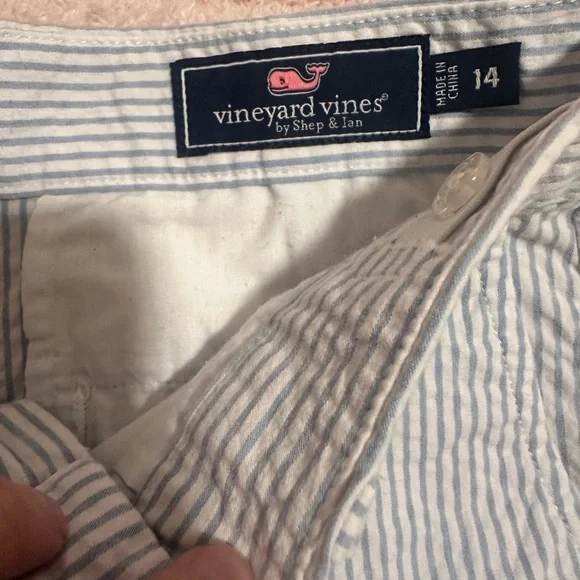 vineyard vines®
by Shep & Ian
MADE IN
CHINA
14